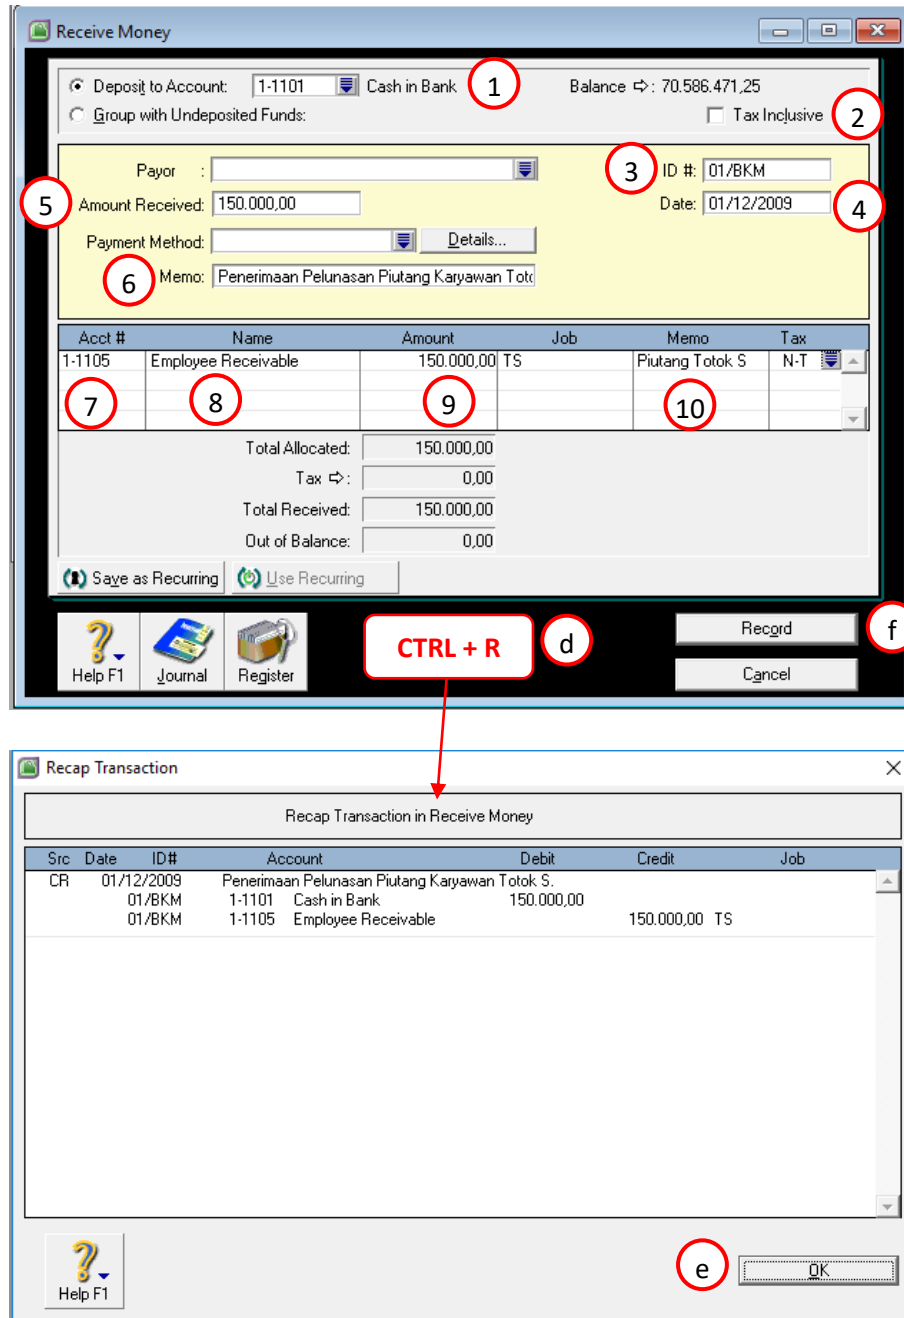 Receive Money
Deposit to Account: 1-1101 Cash in Bank 1 Balance ⇨: 70.586.471,25
Group with Undeposited Funds: Tax Inclusive 2
Payor : 3 ID #: 01/BKM
5 Amount Received: 150.000,00 Date: 01/12/2009 4
Payment Method: Details...
6 Memo: Penerimaan Pelunasan Piutang Karyawan Toto
Acct # Name Amount Job Memo Tax
1-1105 Employee Receivable 150.000,00 TS Piutang Totok S N-T
7 8 9 10
Total Allocated: 150.000,00
Tax ⇨: 0,00
Total Received: 150.000,00
Out of Balance: 0,00
Save as Recurring Use Recurring
Help F1 Journal Register CTRL + R d Record f
Cancel
Recap Transaction
Recap Transaction in Receive Money
Src Date ID# Account Debit Credit Job
CR 01/12/2009 Penerimaan Pelunasan Piutang Karyawan Totok S.
01/BKM 1-1101 Cash in Bank 150.000,00
01/BKM 1-1105 Employee Receivable 150.000,00 TS
Help F1 e OK